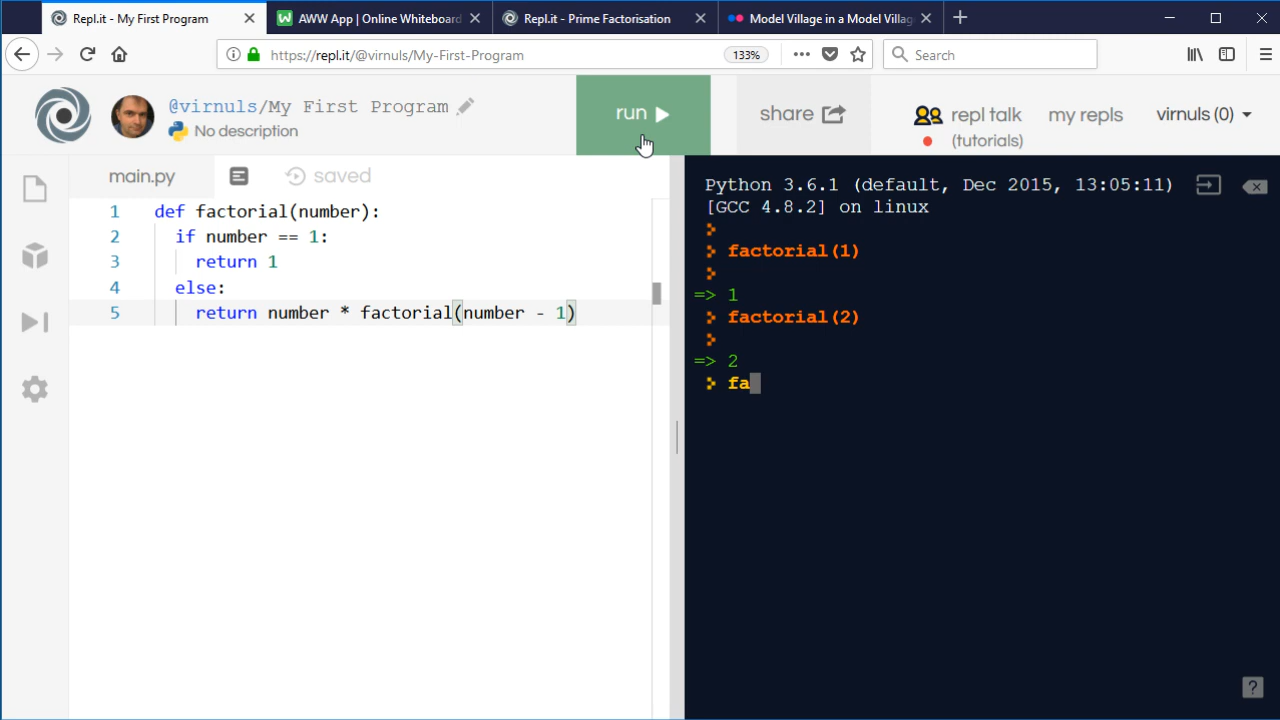 Repl.it - My First Program
AWW App | Online Whiteboard
Repl.it - Prime Factorisation
Model Village in a Model Villag
https://repl.it/@virnuls/My-First-Program
133%
Search
@virnuls/My First Program
No description
run
share
repl talk
(tutorials)
my repls
virnuls (0)
main.py
saved
1 def factorial(number):
2 if number == 1:
3 return 1
4 else:
5 return number * factorial(number - 1)
Python 3.6.1 (default, Dec 2015, 13:05:11)
[GCC 4.8.2] on linux
factorial(1)
=> 1
factorial(2)
=> 2
fa
?